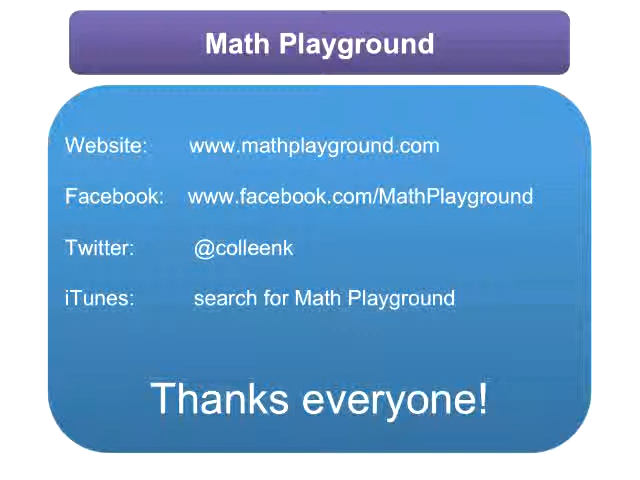 Math Playground
Website: www.mathplayground.com
Facebook: www.facebook.com/MathPlayground
Twitter: @colleenk
iTunes: search for Math Playground
Thanks everyone!